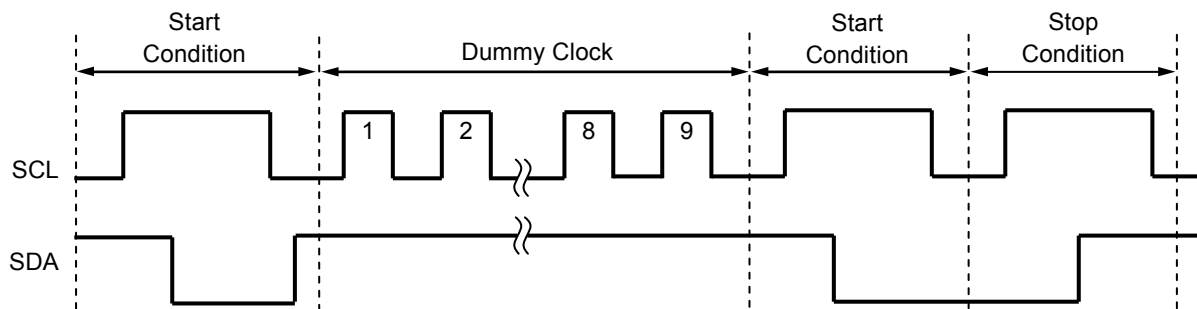 Start
Condition
Dummy Clock
Start
Condition
Stop
Condition
SCL
1
2
8
9
SDA